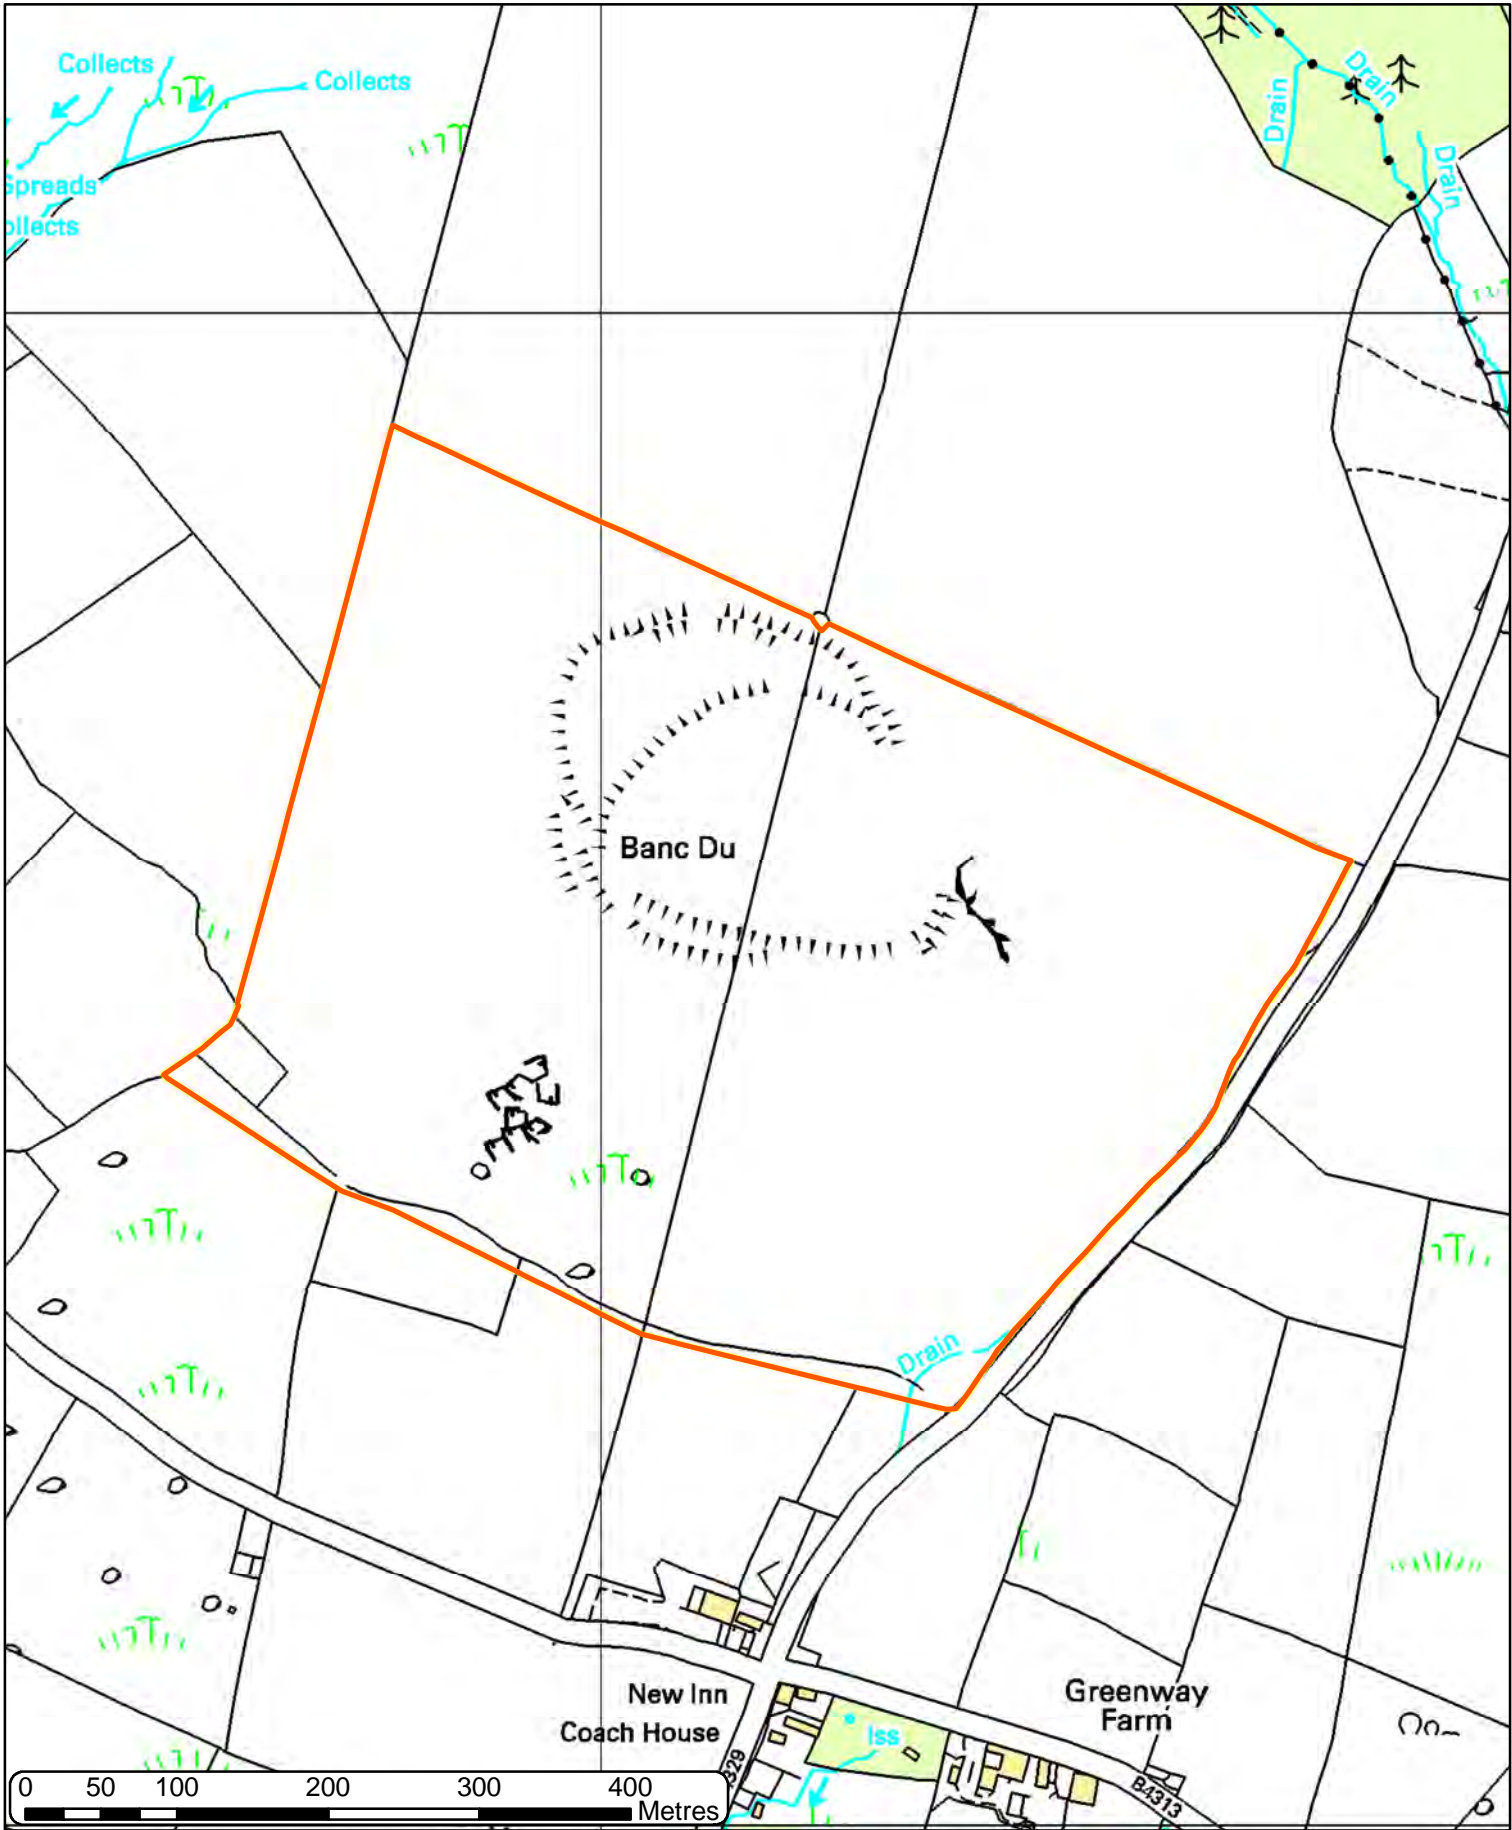 Collects
Collects
Drain
Drain
Drain
Spreads
ollects
Banc Du
Drain
New Inn
Coach House
Greenway
Farm
Iss
329
B4313
0 50 100 200 300 400
Metres